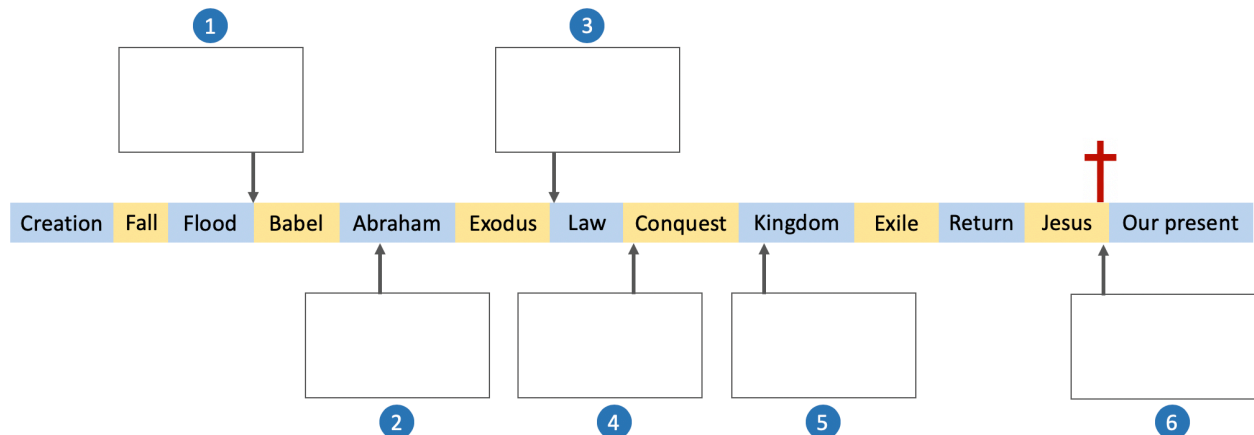 1 3
Creation Fall Flood Babel Abraham Exodus Law Conquest Kingdom Exile Return Jesus Our present
2 4 5 6